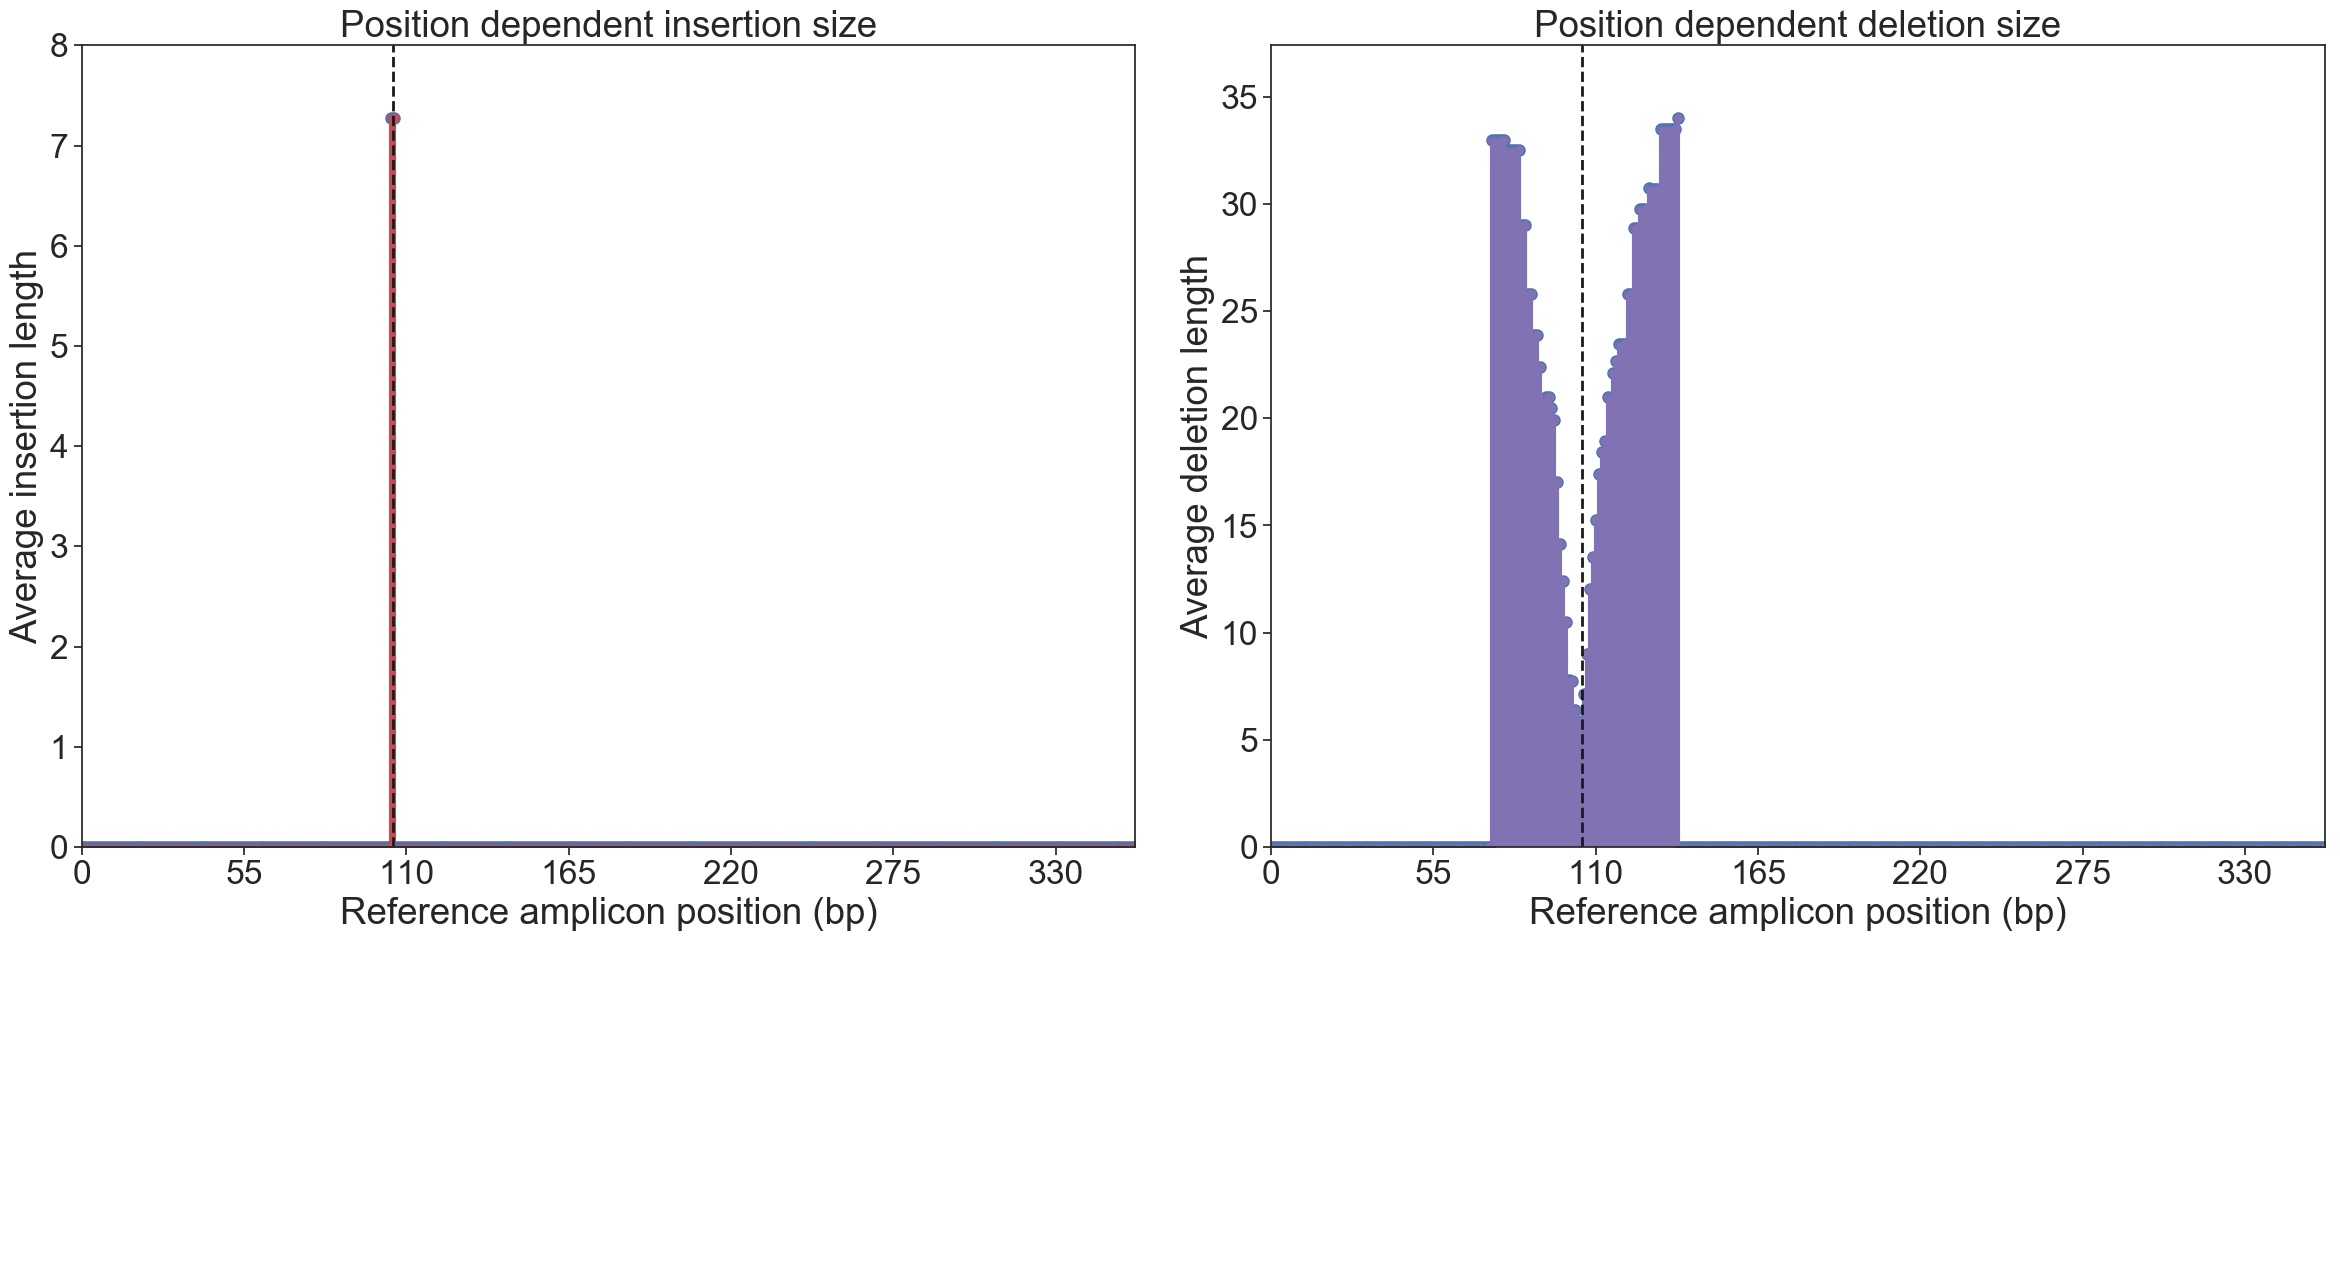 Position dependent insertion size
Average insertion length
8
7
6
5
4
3
2
1
0
0 55 110 165 220 275 330
Reference amplicon position (bp)
Position dependent deletion size
Average deletion length
35
30
25
20
15
10
5
0
0 55 110 165 220 275 330
Reference amplicon position (bp)